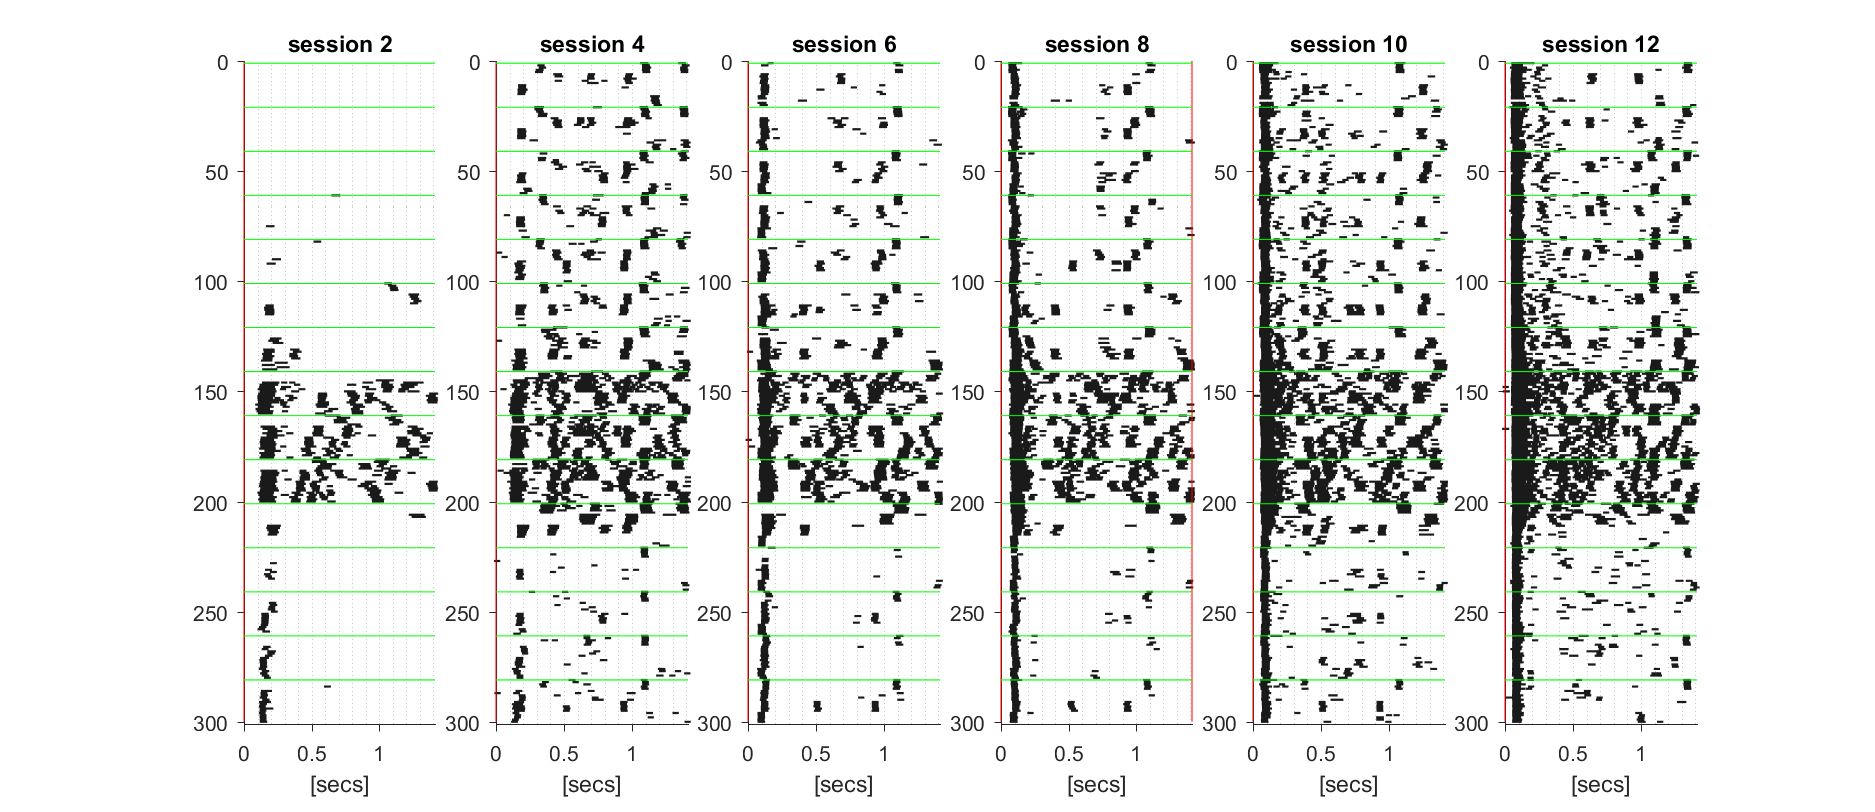 session 2 session 4 session 6 session 8 session 10 session 12
0 0 0 0 0 0
50 50 50 50 50 50
100 100 100 100 100 100
150 150 150 150 150 150
200 200 200 200 200 200
250 250 250 250 250 250
300 300 300 300 300 300
0 0.5 1 0 0.5 1 0 0.5 1 0 0.5 1 0 0.5 1 0 0.5 1
[secs] [secs] [secs] [secs] [secs] [secs]